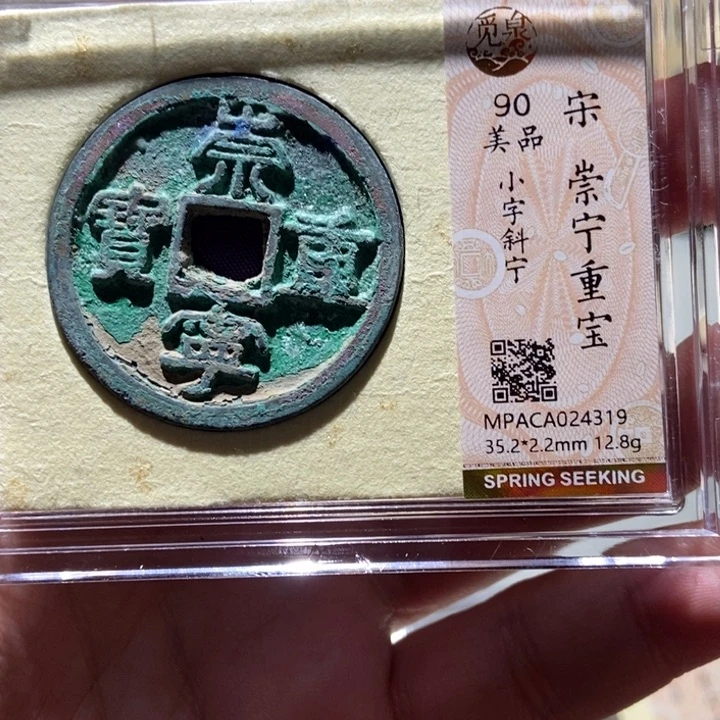 崇
重
寧
寶
觅泉
90
美品
小字斜宁
宋 崇宁重宝
MPACA024319
35.2*2.2mm 12.8g
SPRING SEEKING